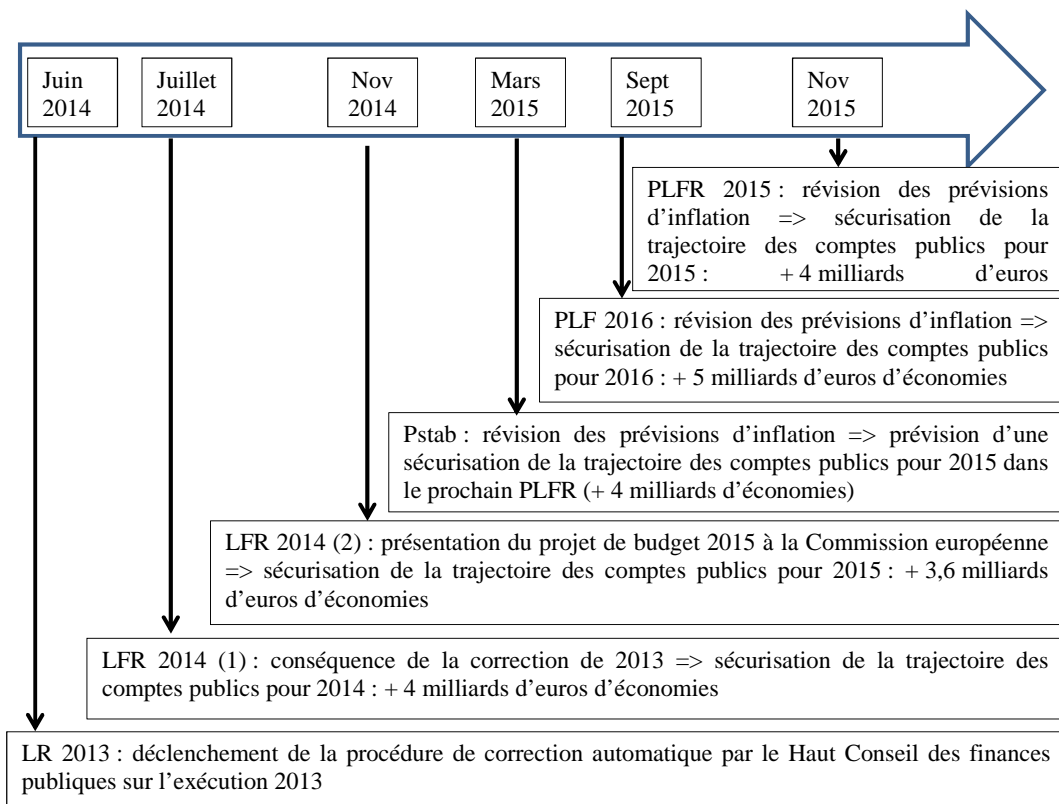 Juin
2014
Juillet
2014
Nov
2014
Mars
2015
Sept
2015
Nov
2015
PLFR 2015 : révision des prévisions
d’inflation => sécurisation de la
trajectoire des comptes publics pour
2015 : + 4 milliards d’euros
PLF 2016 : révision des prévisions d’inflation =>
sécurisation de la trajectoire des comptes publics
pour 2016 : + 5 milliards d’euros d’économies
Pstab : révision des prévisions d’inflation => prévision d’une
sécurisation de la trajectoire des comptes publics pour 2015 dans
le prochain PLFR (+ 4 milliards d’économies)
LFR 2014 (2) : présentation du projet de budget 2015 à la Commission européenne
=> sécurisation de la trajectoire des comptes publics pour 2015 : + 3,6 milliards
d’euros d’économies
LFR 2014 (1) : conséquence de la correction de 2013 => sécurisation de la trajectoire des
comptes publics pour 2014 : + 4 milliards d’euros d’économies
LR 2013 : déclenchement de la procédure de correction automatique par le Haut Conseil des finances
publiques sur l’exécution 2013